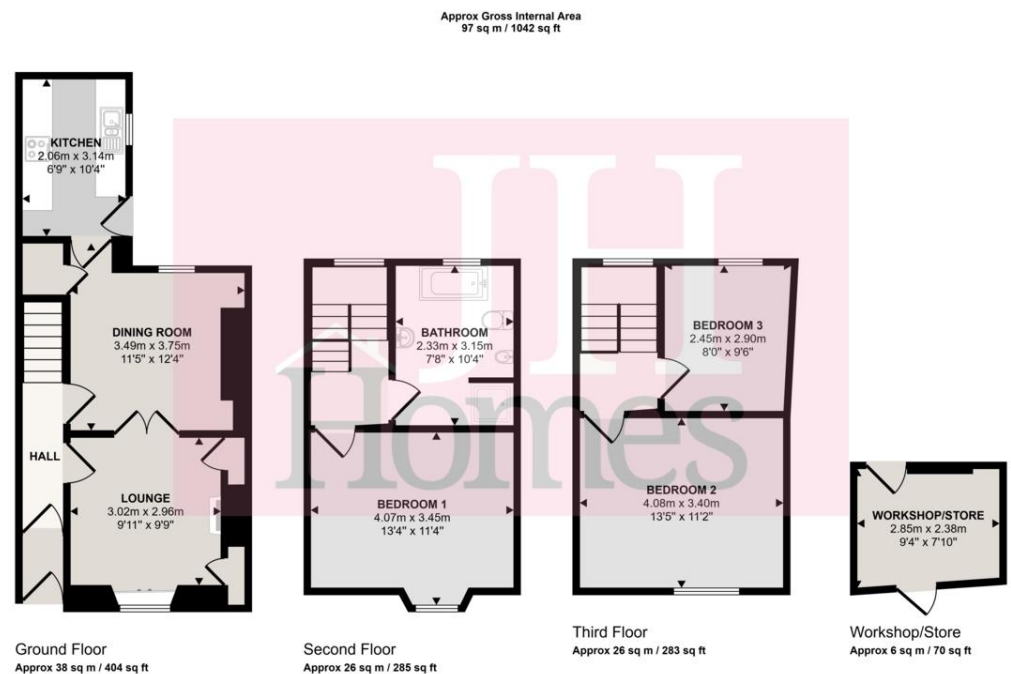 Approx Gross Internal Area
97 sq m / 1042 sq ft
KITCHEN
2.06m x 3.14m
6'9" x 10'4"
DINING ROOM
3.49m x 3.75m
11'5" x 12'4"
HALL
LOUNGE
3.02m x 2.96m
9'11" x 9'9"
BATHROOM
2.33m x 3.15m
7'8" x 10'4"
BEDROOM 1
4.07m x 3.45m
13'4" x 11'4"
BEDROOM 3
2.45m x 2.90m
8'0" x 9'6"
BEDROOM 2
4.08m x 3.40m
13'5" x 11'2"
WORKSHOP/STORE
2.85m x 2.38m
9'4" x 7'10"
JH
Homes
Ground Floor
Approx 38 sq m / 404 sq ft
Second Floor
Approx 26 sq m / 285 sq ft
Third Floor
Approx 26 sq m / 283 sq ft
Workshop/Store
Approx 6 sq m / 70 sq ft